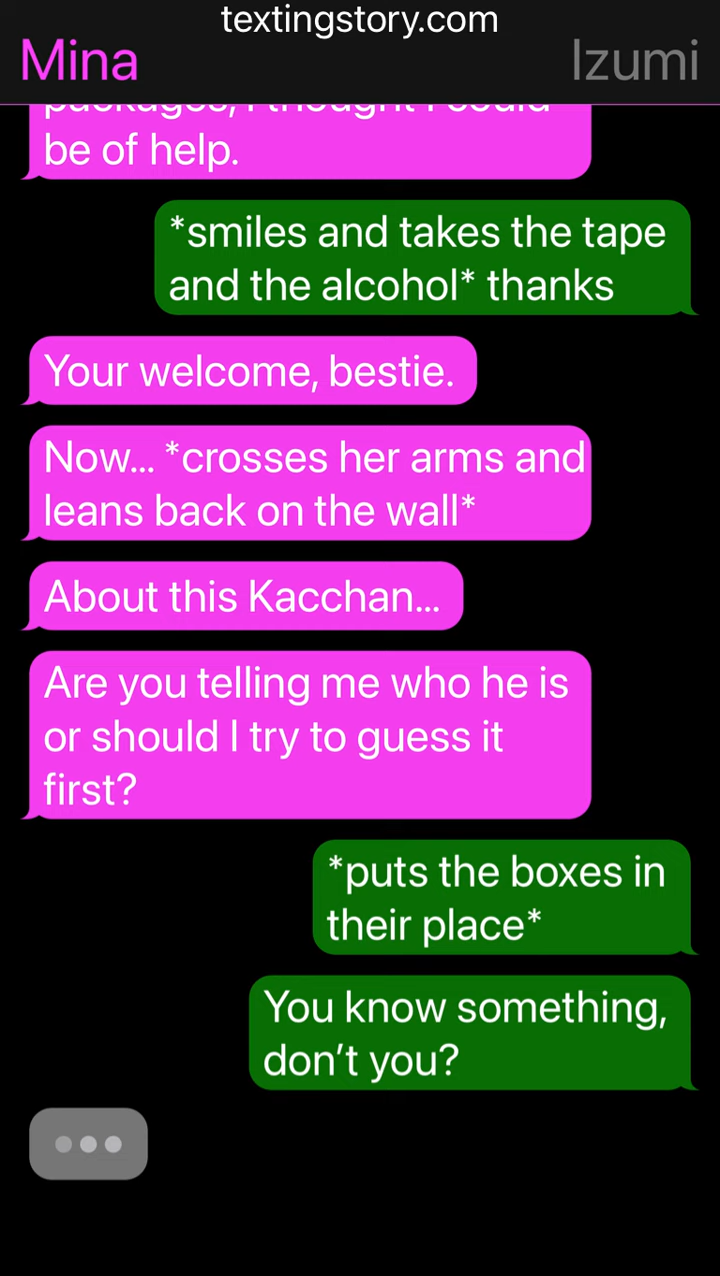 textingstory.com
Mina
Izumi
packages, I thought I could
be of help.
*smiles and takes the tape
and the alcohol* thanks
Your welcome, bestie.
Now... *crosses her arms and
leans back on the wall*
About this Kacchan...
Are you telling me who he is
or should I try to guess it
first?
*puts the boxes in
their place*
You know something,
don't you?